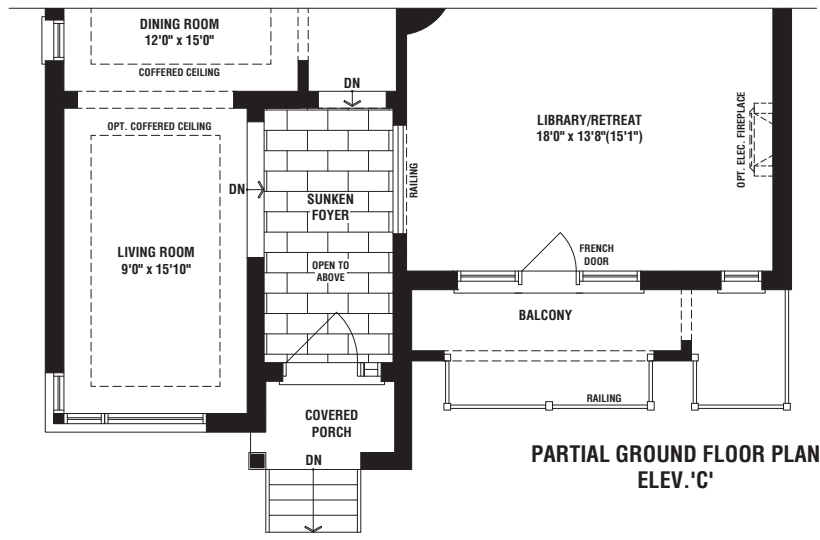 DINING ROOM
12'0" x 15'0"
COFFERED CEILING
OPT. COFFERED CEILING
DN
DN
LIVING ROOM
9'0" x 15'10"
SUNKEN
FOYER
OPEN TO
ABOVE
RAILING
LIBRARY/RETREAT
18'0" x 13'8"(15'1")
OPT. ELEC. FIREPLACE
FRENCH
DOOR
BALCONY
RAILING
COVERED
PORCH
DN
PARTIAL GROUND FLOOR PLAN
ELEV.'C'